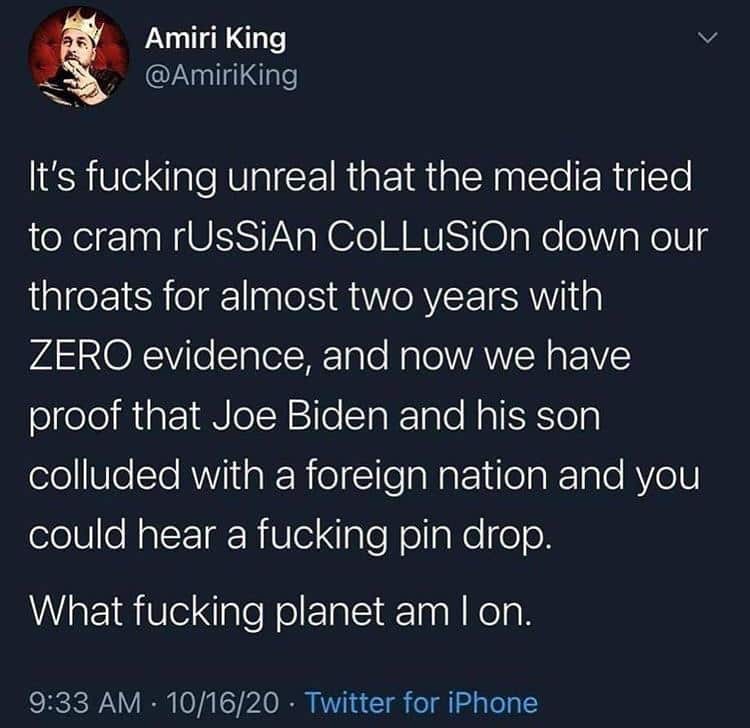 Amiri King
@AmiriKing
It's fucking unreal that the media tried
to cram rUsSiAn CoLLuSiOn down our
throats for almost two years with
ZERO evidence, and now we have
proof that Joe Biden and his son
colluded with a foreign nation and you
could hear a fucking pin drop.
What fucking planet am I on.
9:33 AM · 10/16/20 · Twitter for iPhone